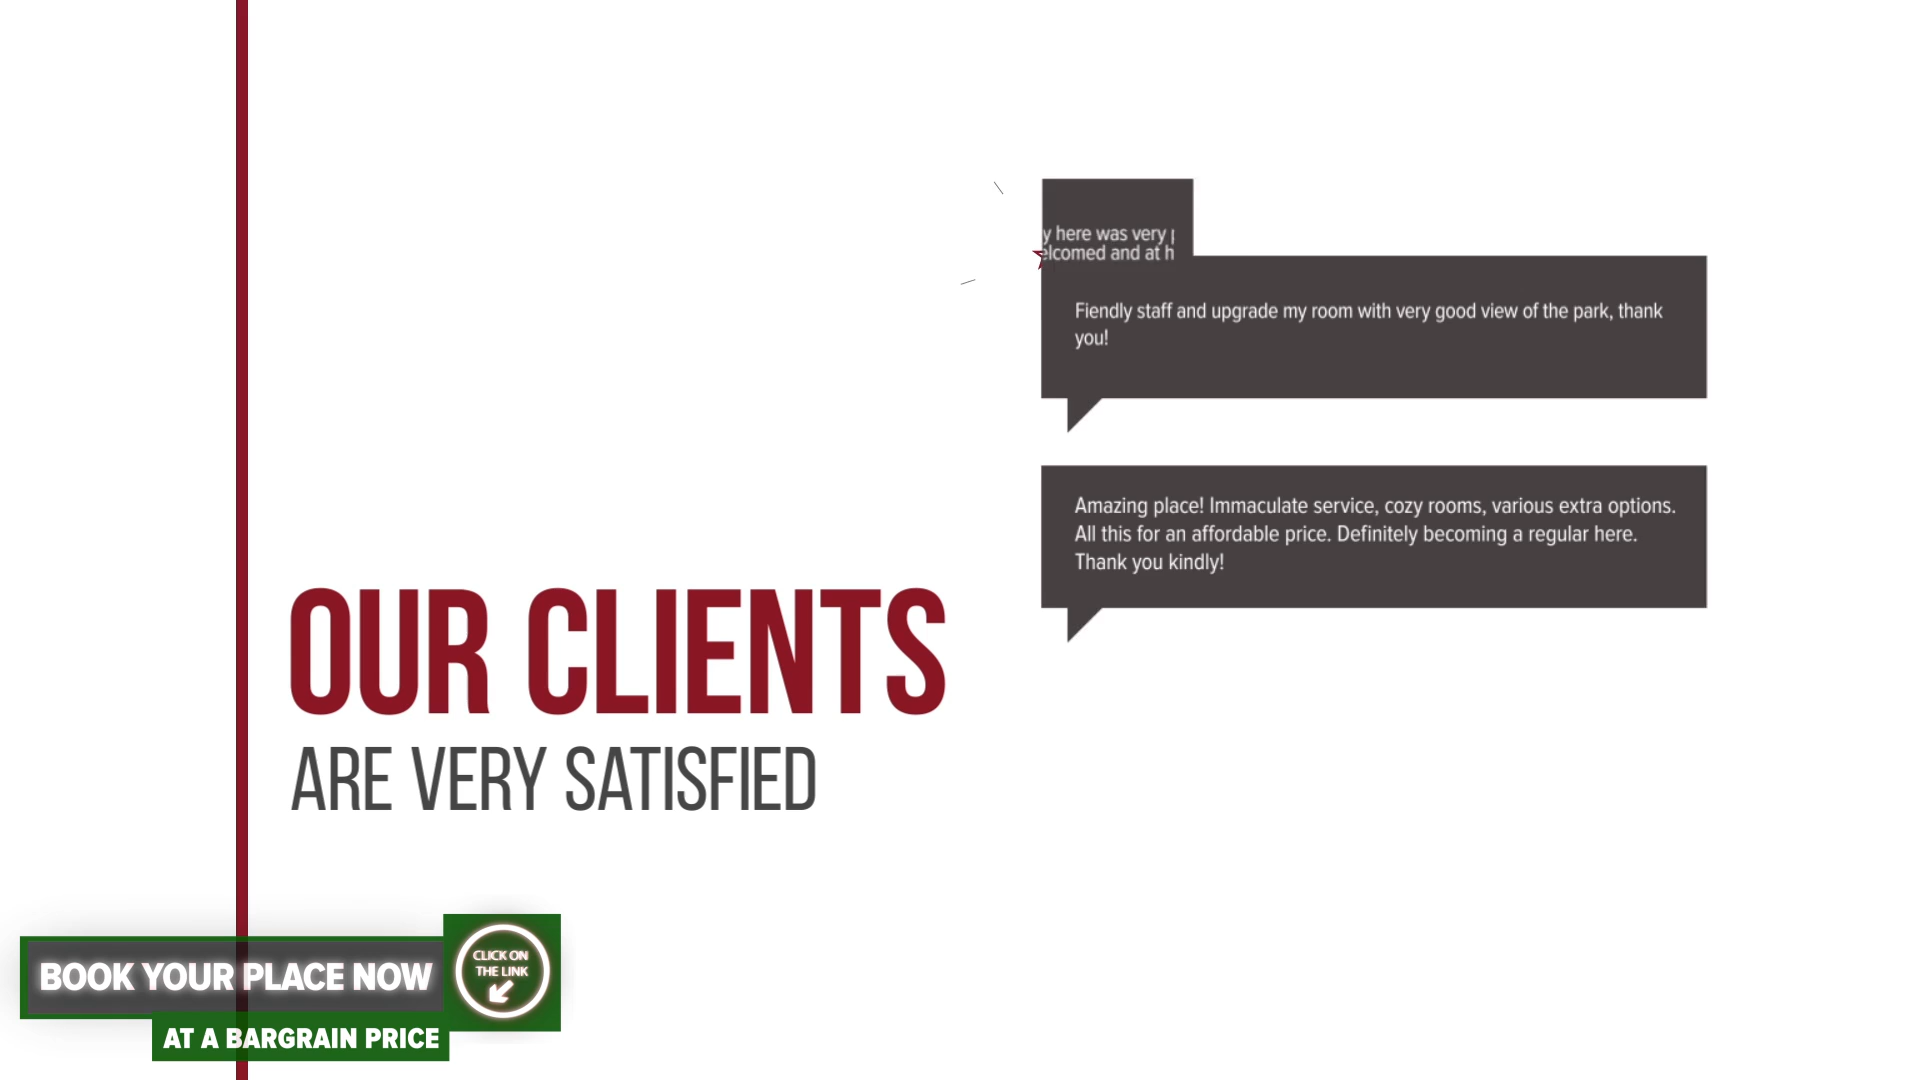 y here was very
elcomed and at h
Fiendly staff and upgrade my room with very good view of the park, thank
you!
Amazing place! Immaculate service, cozy rooms, various extra options.
All this for an affordable price. Definitely becoming a regular here.
Thank you kindly!
OUR CLIENTS
ARE VERY SATISFIED
CLICK ON
THE LINK
BOOK YOUR PLACE NOW
AT A BARGRAIN PRICE